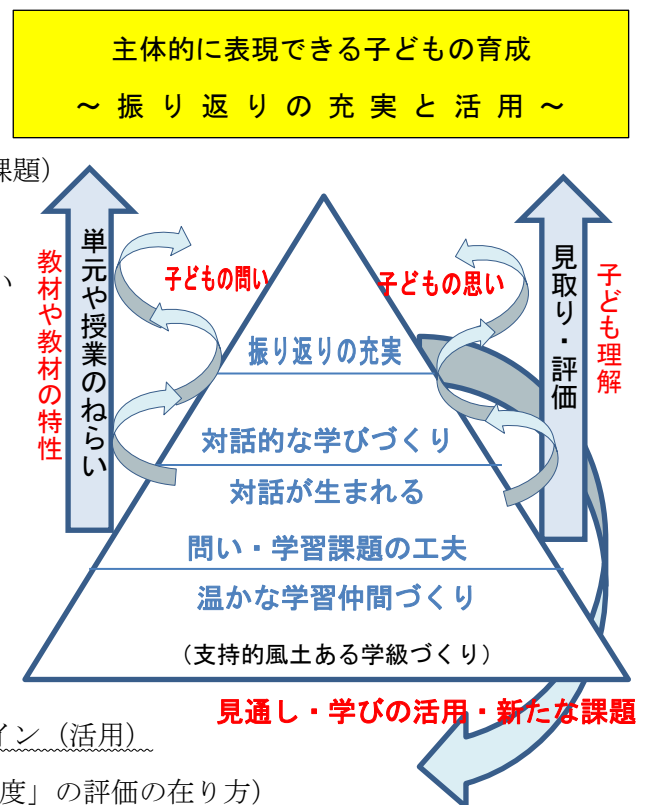 主体的に表現できる子どもの育成
～振り返りの充実と活用～
課題）
い
教材や教材の特性
単元や授業のねらい
子どもの問い
子どもの思い
見取り・評価
子ども理解
振り返りの充実
対話的な学びづくり
対話が生まれる
問い・学習課題の工夫
温かな学習仲間づくり
（支持的風土ある学級づくり）
見通し・学びの活用・新たな課題
イン（活用）
度」の評価の在り方）